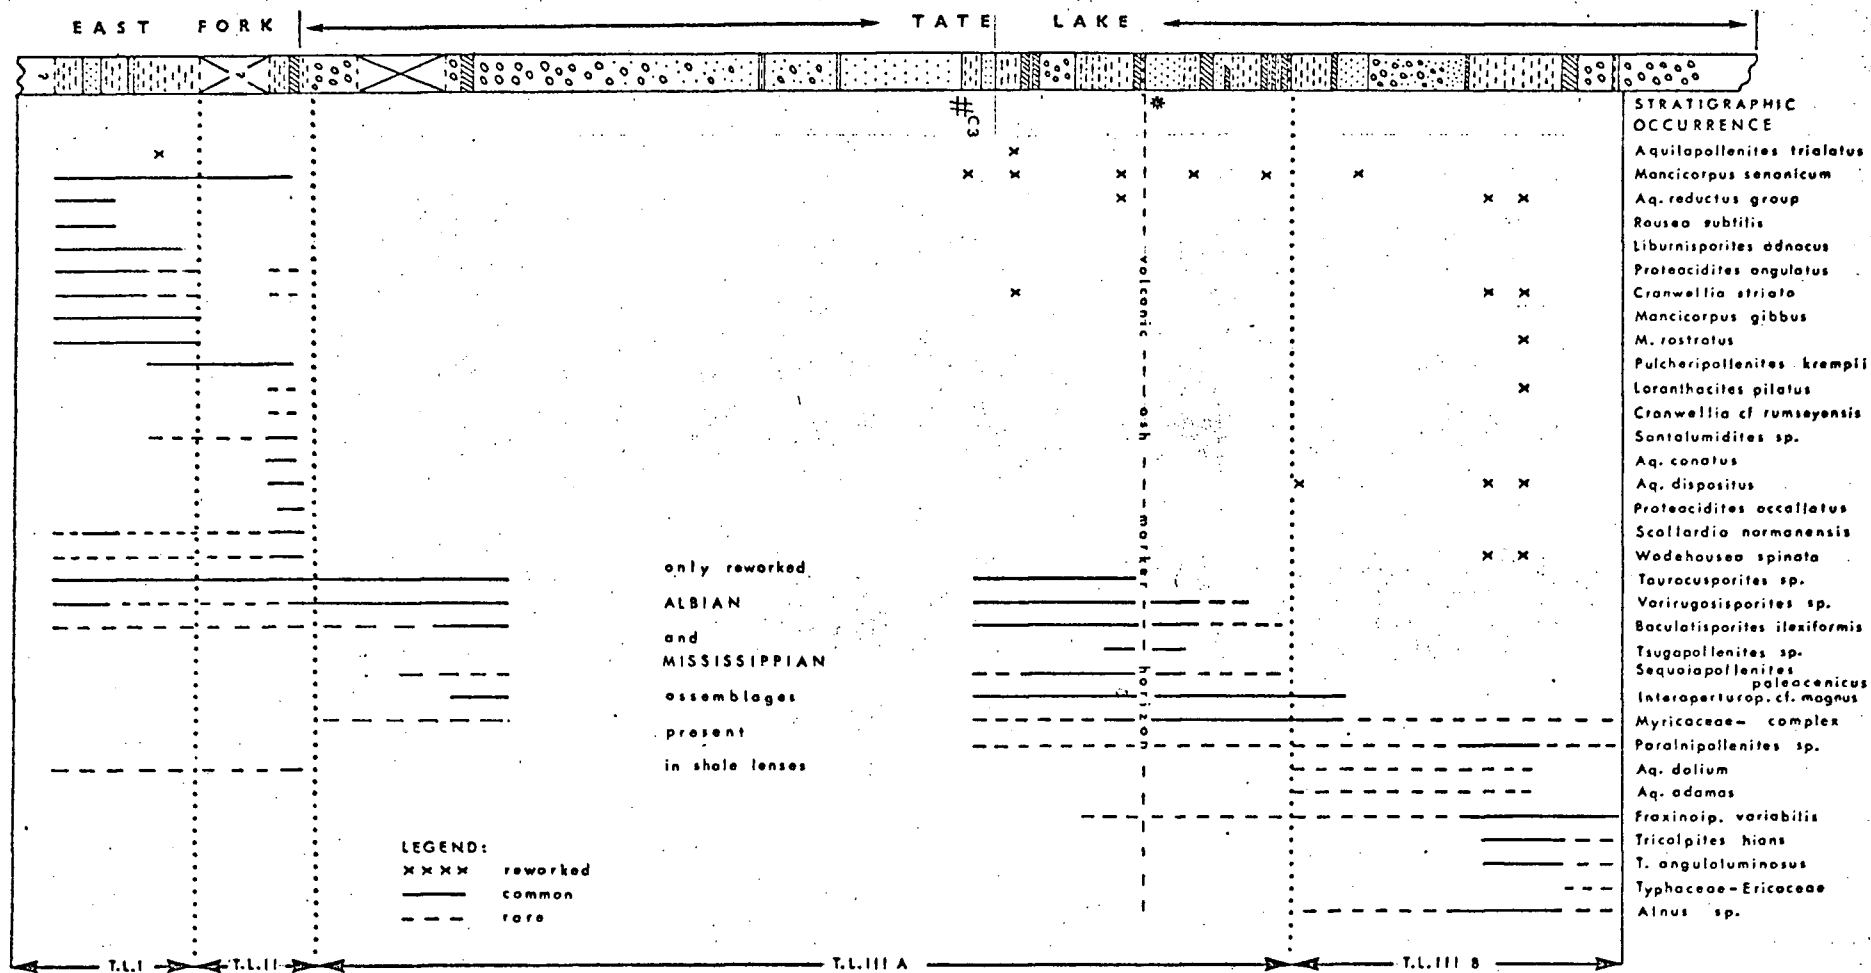 EAST FORK
TATE LAKE
?
?
#C3
*
STRATIGRAPHIC
OCCURRENCE
Aquilapollenites trialatus
Mancicorpus senonicum
Aq. reductus group
Rousea subtilis
Liburnisporites adnacus
Proteacidites angulatus
Cranwellia striata
Mancicorpus gibbus
M. rostratus
Pulcheripollenites krempii
Loranthacites pilatus
Cranwellia cf rumseyensis
Santalumidites sp.
Aq. conatus
Aq. dispositus
Proteacidites occallatus
Scollardia normanensis
Wodehousea spinata
Taurocusporites sp.
Varirugosisporites sp.
Baculatisporites ilexiformis
Tsugapollenites sp.
Sequoiapollenites
paleocenicus
Interaperturop. cf. magnus
Myricaceae- complex
Paralnipollenites sp.
Aq. dolium
Aq. adamas
Fraxinoip. variabilis
Tricolpites hians
T. anguloluminosus
Typhaceae-Ericaceae
Alnus sp.
volcanic ash marker horizon
only reworked
ALBIAN
and
MISSISSIPPIAN
assemblages
present
in shale lenses
LEGEND:
xxxx reworked
common
rare
T.L.I
T.L.II
T.L.III A
T.L.III B